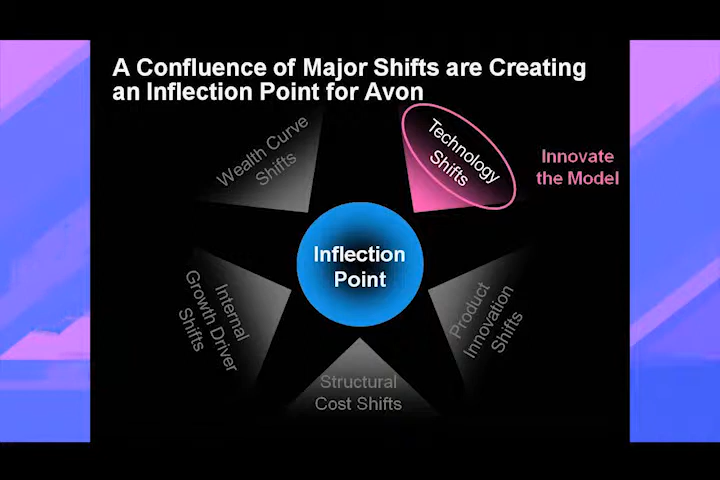 A Confluence of Major Shifts are Creating
an Inflection Point for Avon
Wealth Curve
Shifts
Technology
Shifts
Innovate
the Model
Inflection
Point
Internal
Growth Driver
Shifts
Product
Innovation
Shifts
Structural
Cost Shifts